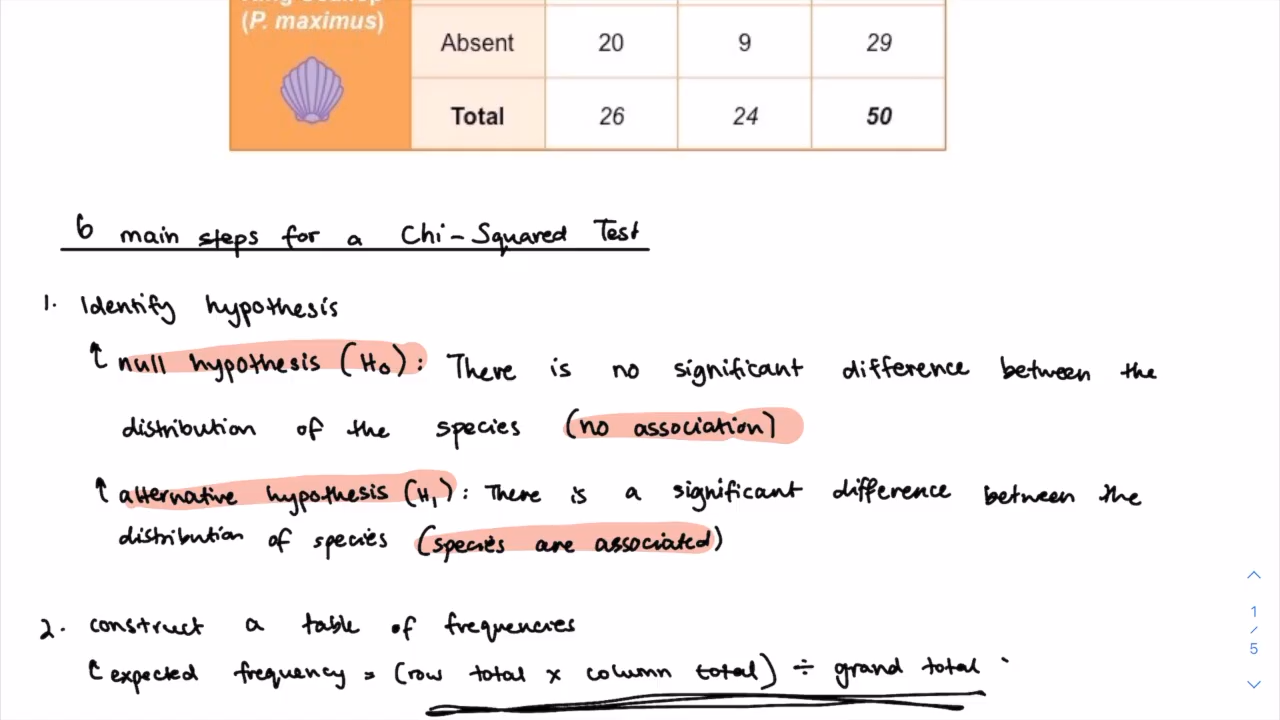 (P. maximus)
Absent 20 9 29
Total 26 24 50
6 main steps for a Chi-Squared Test
1. Identify hypothesis
null hypothesis (H₀): There is no significant difference between the
distribution of the species (no association)
alternative hypothesis (H₁): There is a significant difference between the
distribution of species (species are associated)
2. construct a table of frequencies
expected frequency = (row total x column total) ÷ grand total
1
/
5